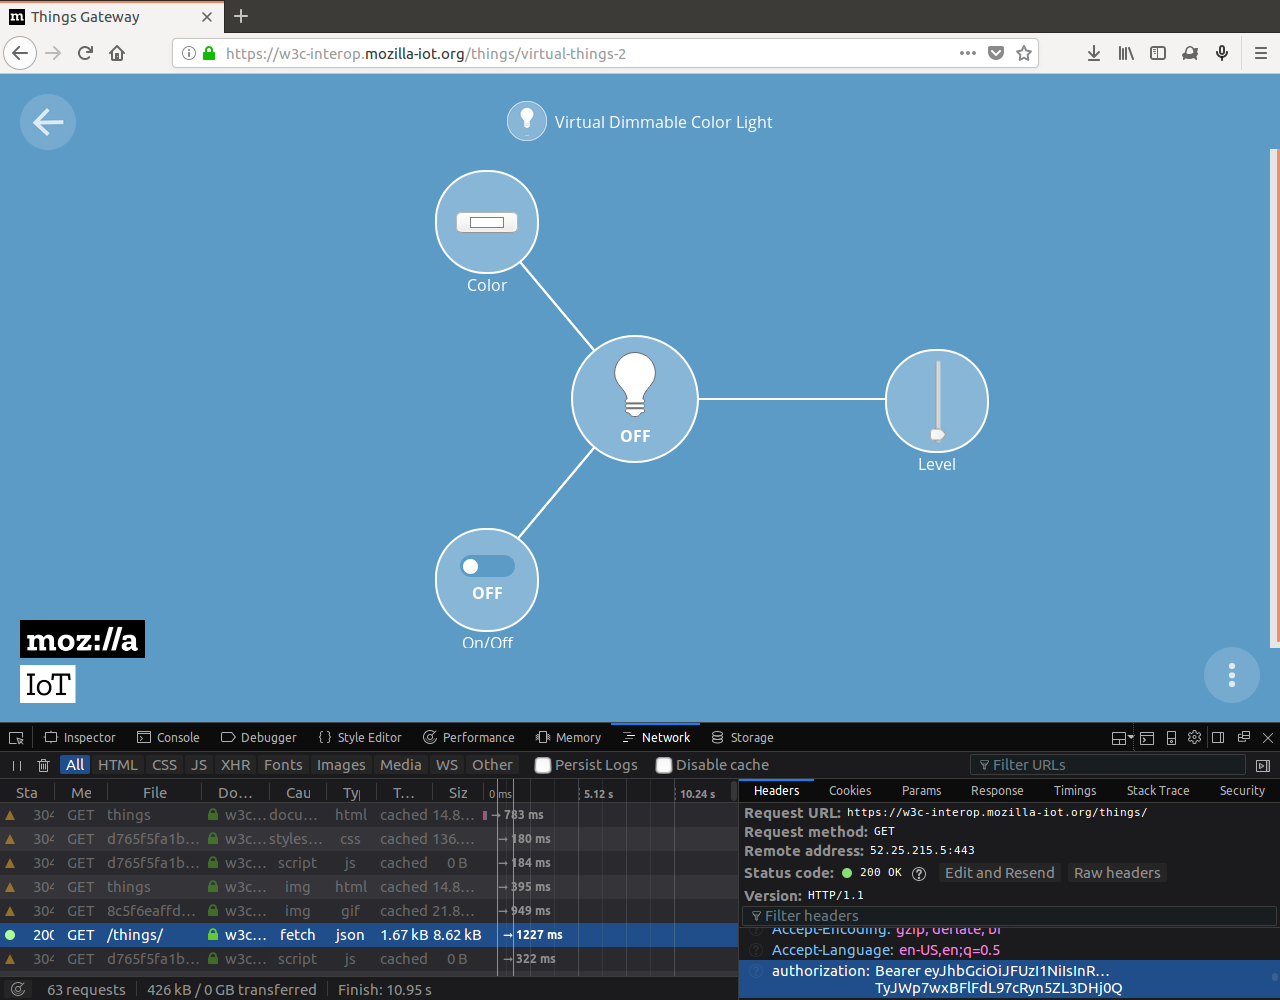 Things Gateway
https://w3c-interop.mozilla-iot.org/things/virtual-things-2
Virtual Dimmable Color Light
Color
OFF
Level
OFF
On/Off
moz://a
IoT
Inspector Console Debugger Style Editor Performance Memory Network Storage
All HTML CSS JS XHR Fonts Images Media WS Other Persist Logs Disable cache Filter URLs
Sta Me File Do... Cau Ty T... Siz 0 ms 5.12 s 10.24 s
304 GET things w3c... docu... html cached 14.8... → 783 ms
304 GET d765f5fa1b... w3c... styles... css cached 136.... → 180 ms
304 GET d765f5fa1b... w3c... script js cached 0 B → 184 ms
304 GET things w3c... img html cached 14.8... → 395 ms
304 GET 8c5f6eaffd... w3c... img gif cached 21.8... → 949 ms
200 GET /things/ w3c... fetch json 1.67 kB 8.62 kB → 1227 ms
304 GET d765f5fa1b... w3c... script js cached 0 B → 322 ms
63 requests 426 kB / 0 GB transferred Finish: 10.95 s
Headers Cookies Params Response Timings Stack Trace Security
Request URL: https://w3c-interop.mozilla-iot.org/things/
Request method: GET
Remote address: 52.25.215.5:443
Status code: 200 OK Edit and Resend Raw headers
Version: HTTP/1.1
Filter headers
Accept-Encoding: gzip, deflate, br
Accept-Language: en-US,en;q=0.5
authorization: Bearer eyJhbGciOiJFUzI1NiIsInR...
TyJWp7wxBFlFdL97cRyn5ZL3DHj0Q